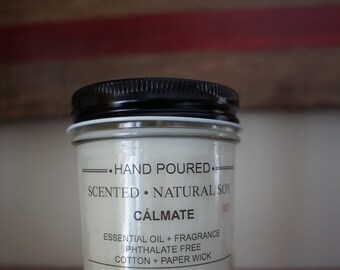 • HAND POURED •
SCENTED • NATURAL SOY
CÁLMATE
ESSENTIAL OIL + FRAGRANCE
PHTHALATE FREE
COTTON + PAPER WICK